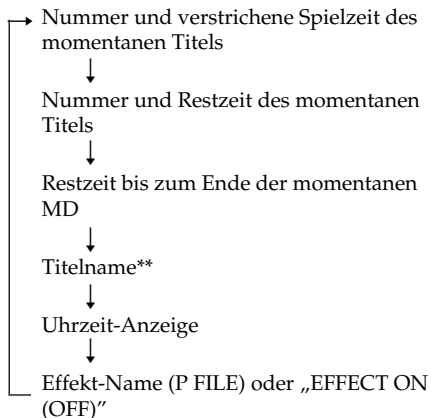 Nummer und verstrichene Spielzeit des
momentanen Titels
Nummer und Restzeit des momentanen
Titels
Restzeit bis zum Ende der momentanen
MD
Titelname**
Uhrzeit-Anzeige
Effekt-Name (P FILE) oder „EFFECT ON
(OFF)”